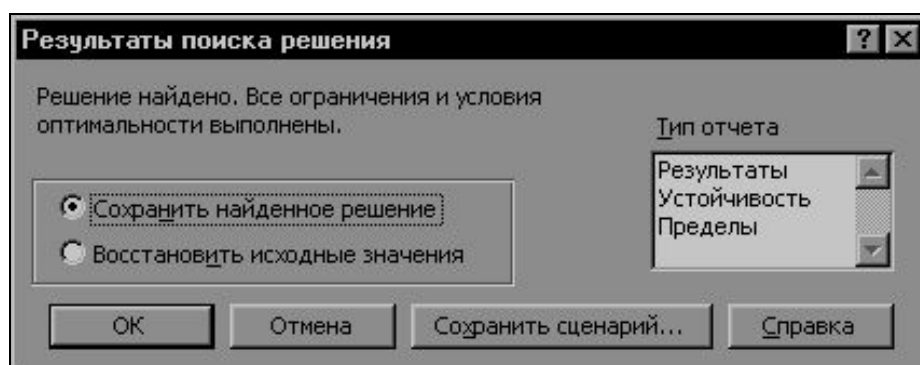 Результаты поиска решения
Решение найдено. Все ограничения и условия
оптимальности выполнены.
Тип отчета
Результаты
Устойчивость
Пределы
Сохранить найденное решение
Восстановить исходные значения
ОК
Отмена
Сохранить сценарий...
Справка